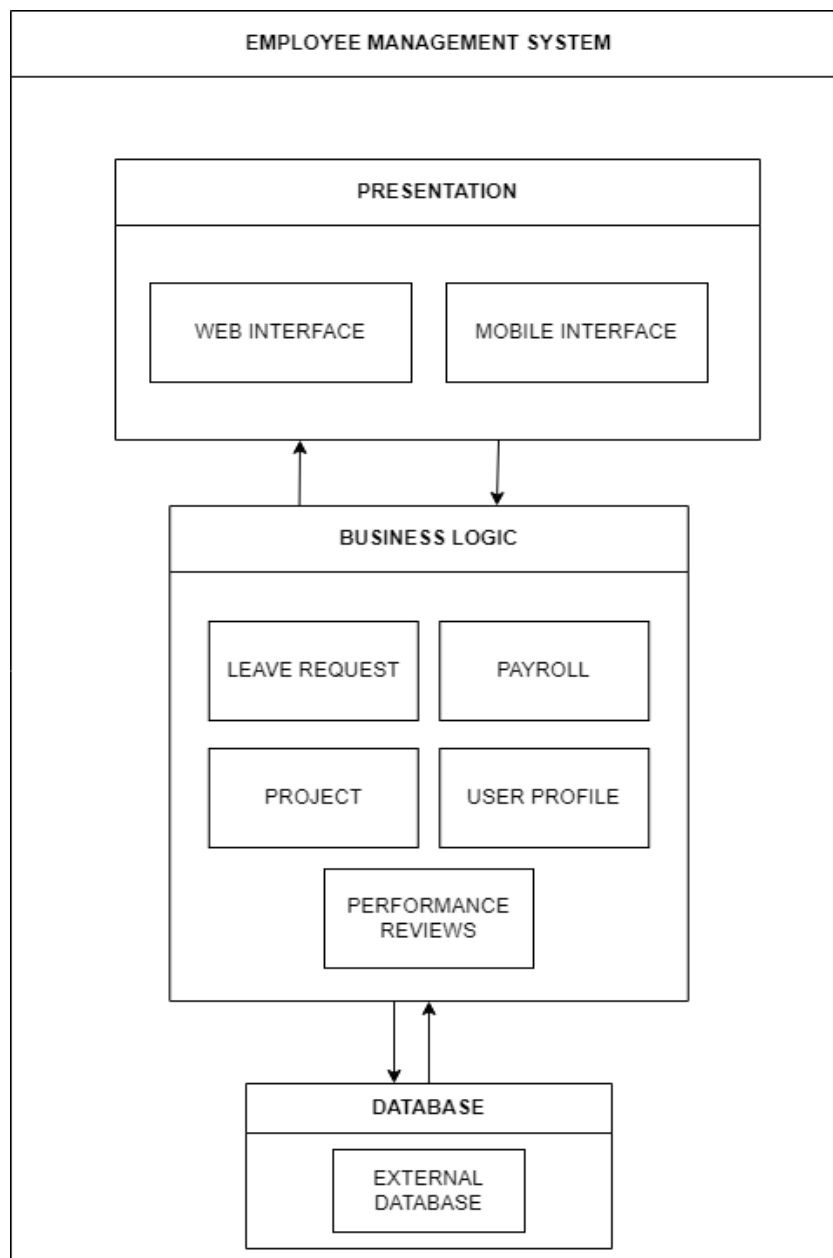 EMPLOYEE MANAGEMENT SYSTEM
PRESENTATION
WEB INTERFACE
MOBILE INTERFACE
BUSINESS LOGIC
LEAVE REQUEST
PAYROLL
PROJECT
USER PROFILE
PERFORMANCE
REVIEWS
DATABASE
EXTERNAL
DATABASE